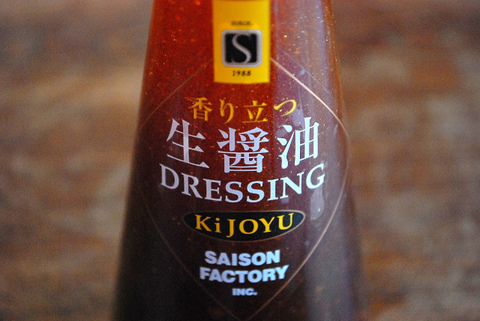 SINCE
S
1988
香り立つ
生醤油
DRESSING
KiJOYU
SAISON
FACTORY
INC.